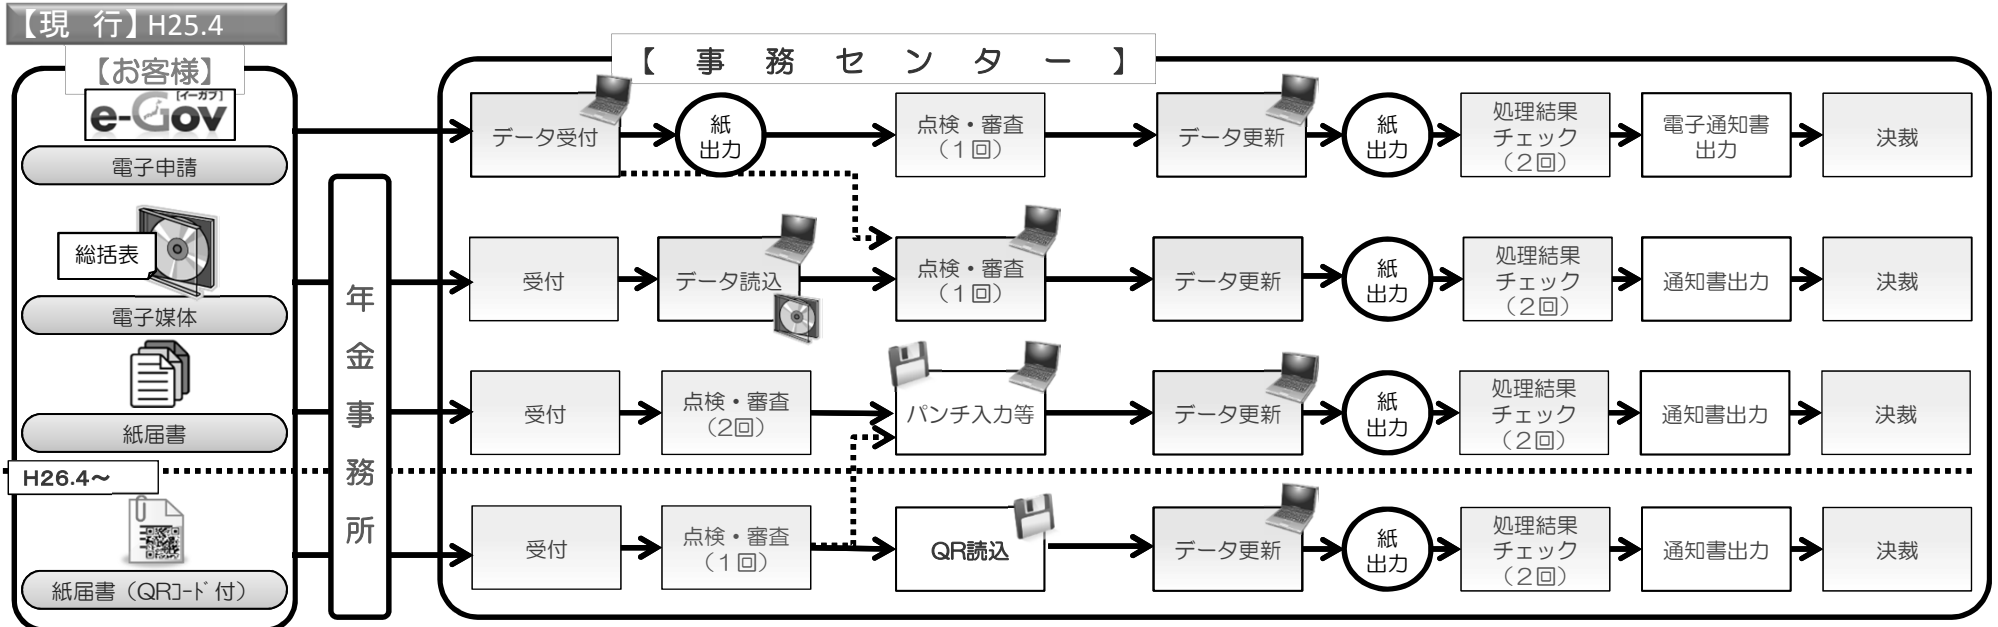 【現　行】H25.4
【お客様】
[イーガブ]
e-Gov
電子申請
総括表
電子媒体
紙届書
H26.4～
紙届書（QRｺｰﾄﾞ付）
年金事務所
【　事　務　セ　ン　タ　ー　】
データ受付
紙
出力
点検・審査
（1回）
データ更新
紙
出力
処理結果
チェック
（2回）
電子通知書
出力
決裁
受付
データ読込
点検・審査
（1回）
データ更新
紙
出力
処理結果
チェック
（2回）
通知書出力
決裁
受付
点検・審査
（2回）
パンチ入力等
データ更新
紙
出力
処理結果
チェック
（2回）
通知書出力
決裁
受付
点検・審査
（1回）
QR読込
データ更新
紙
出力
処理結果
チェック
（2回）
通知書出力
決裁